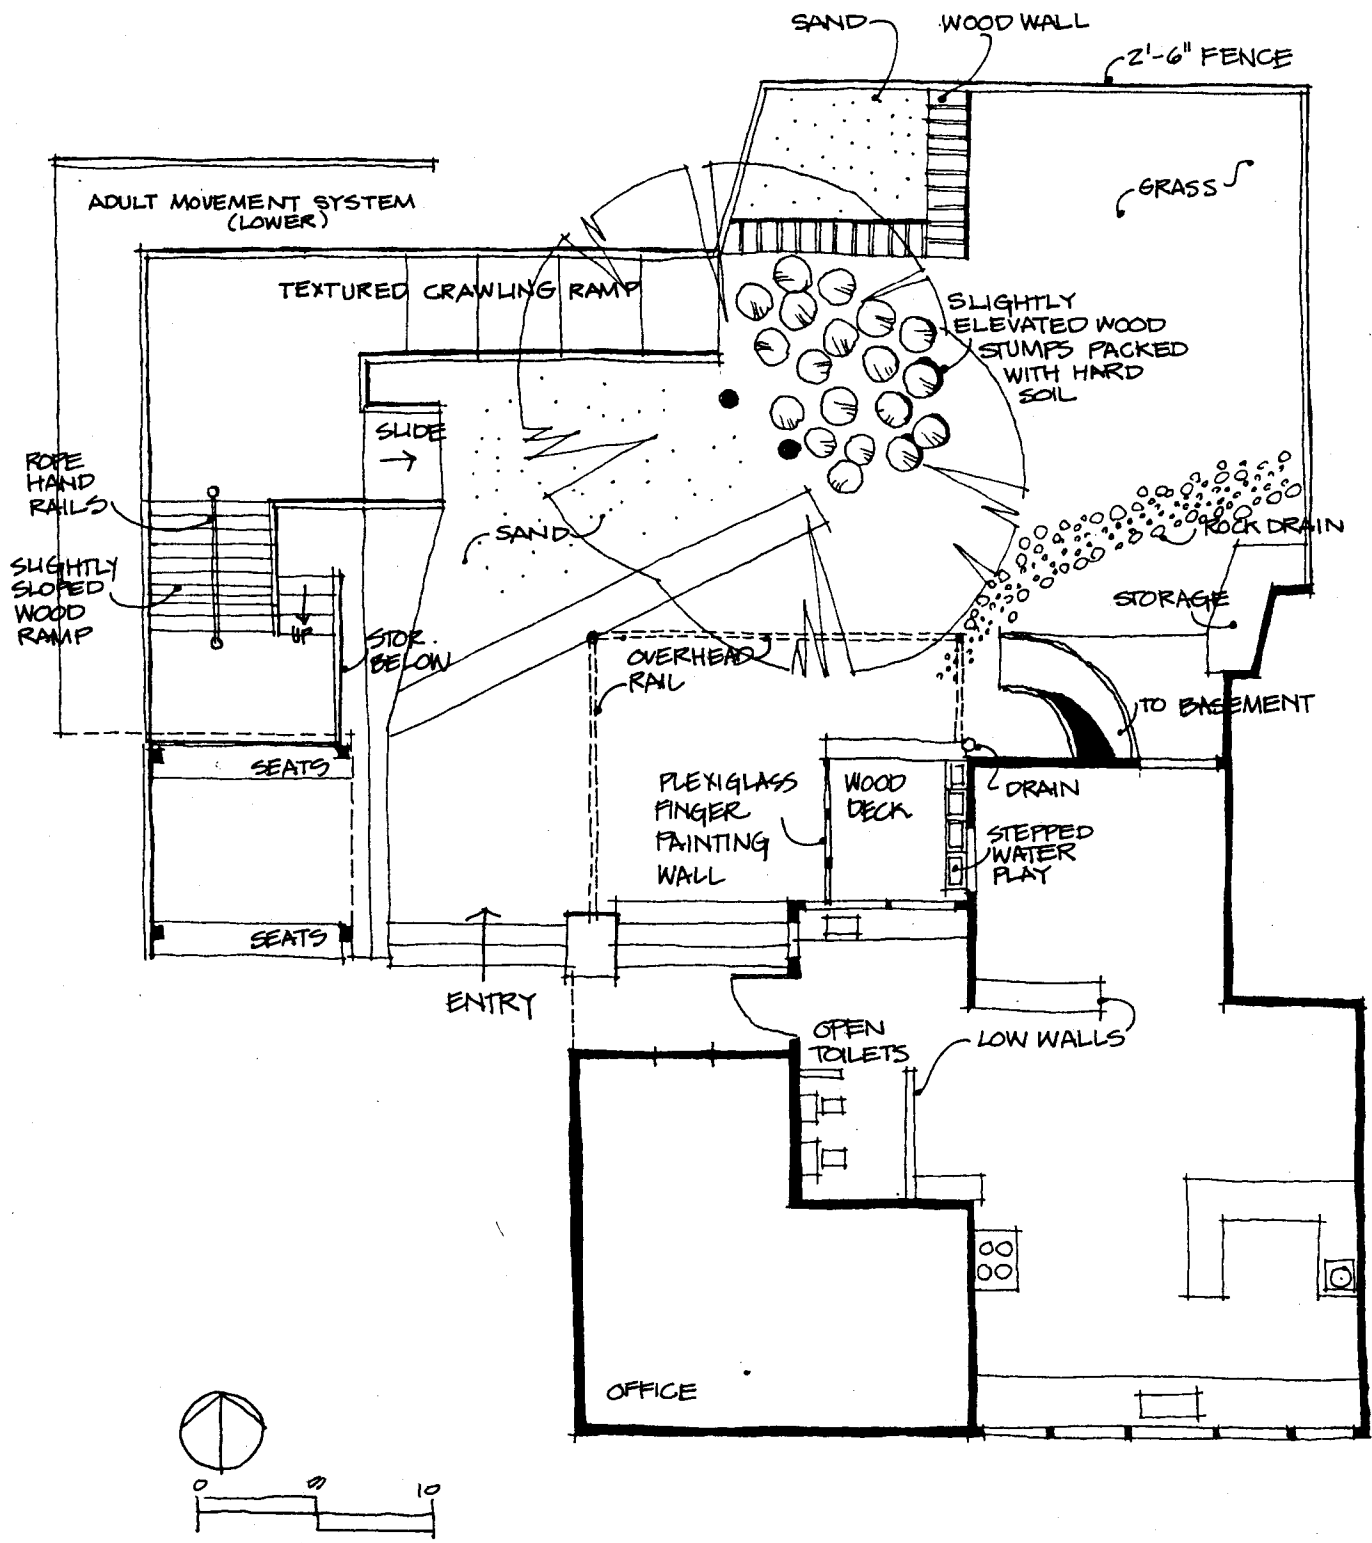 SAND
WOOD WALL
2'-6" FENCE
ADULT MOVEMENT SYSTEM
(LOWER)
GRASS
TEXTURED CRAWLING RAMP
SLIGHTLY
ELEVATED WOOD
STUMPS PACKED
WITH HARD
SOIL
SLIDE
ROPE
HAND
RAILS
SAND
ROCK DRAIN
SLIGHTLY
SLOPED
WOOD
RAMP
UP
STOR.
BELOW
STORAGE
OVERHEAD
RAIL
TO BASEMENT
SEATS
PLEXIGLASS
FINGER
PAINTING
WALL
WOOD
DECK
DRAIN
STEPPED
WATER
PLAY
SEATS
ENTRY
OPEN
TOILETS
LOW WALLS
OFFICE
0 5 10